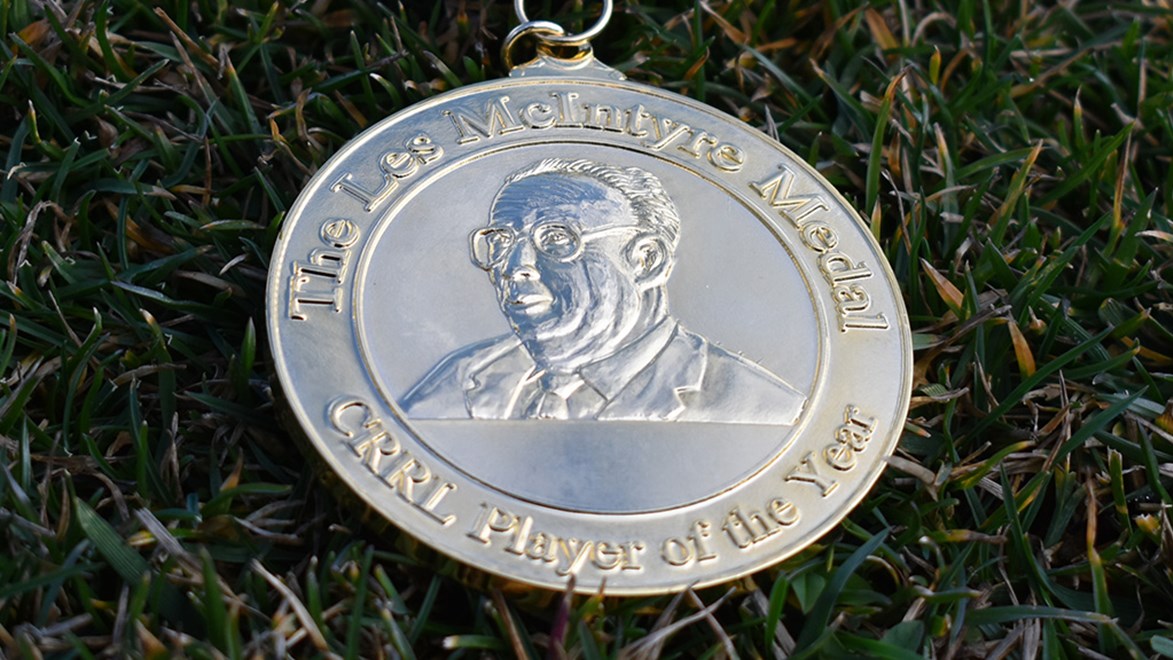 The Les McIntyre Medal
CRRL Player of the Year